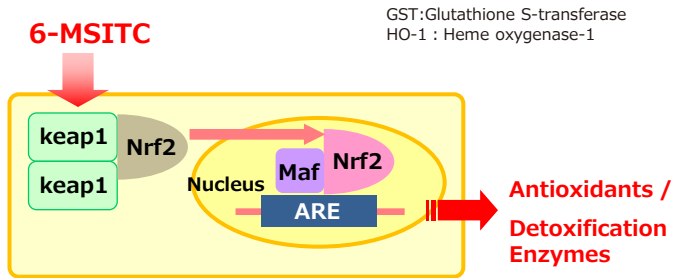 GST:Glutathione S-transferase
HO-1 : Heme oxygenase-1
6-MSITC
keap1
Nrf2
keap1
Nucleus
Maf
Nrf2
ARE
Antioxidants /
Detoxification
Enzymes